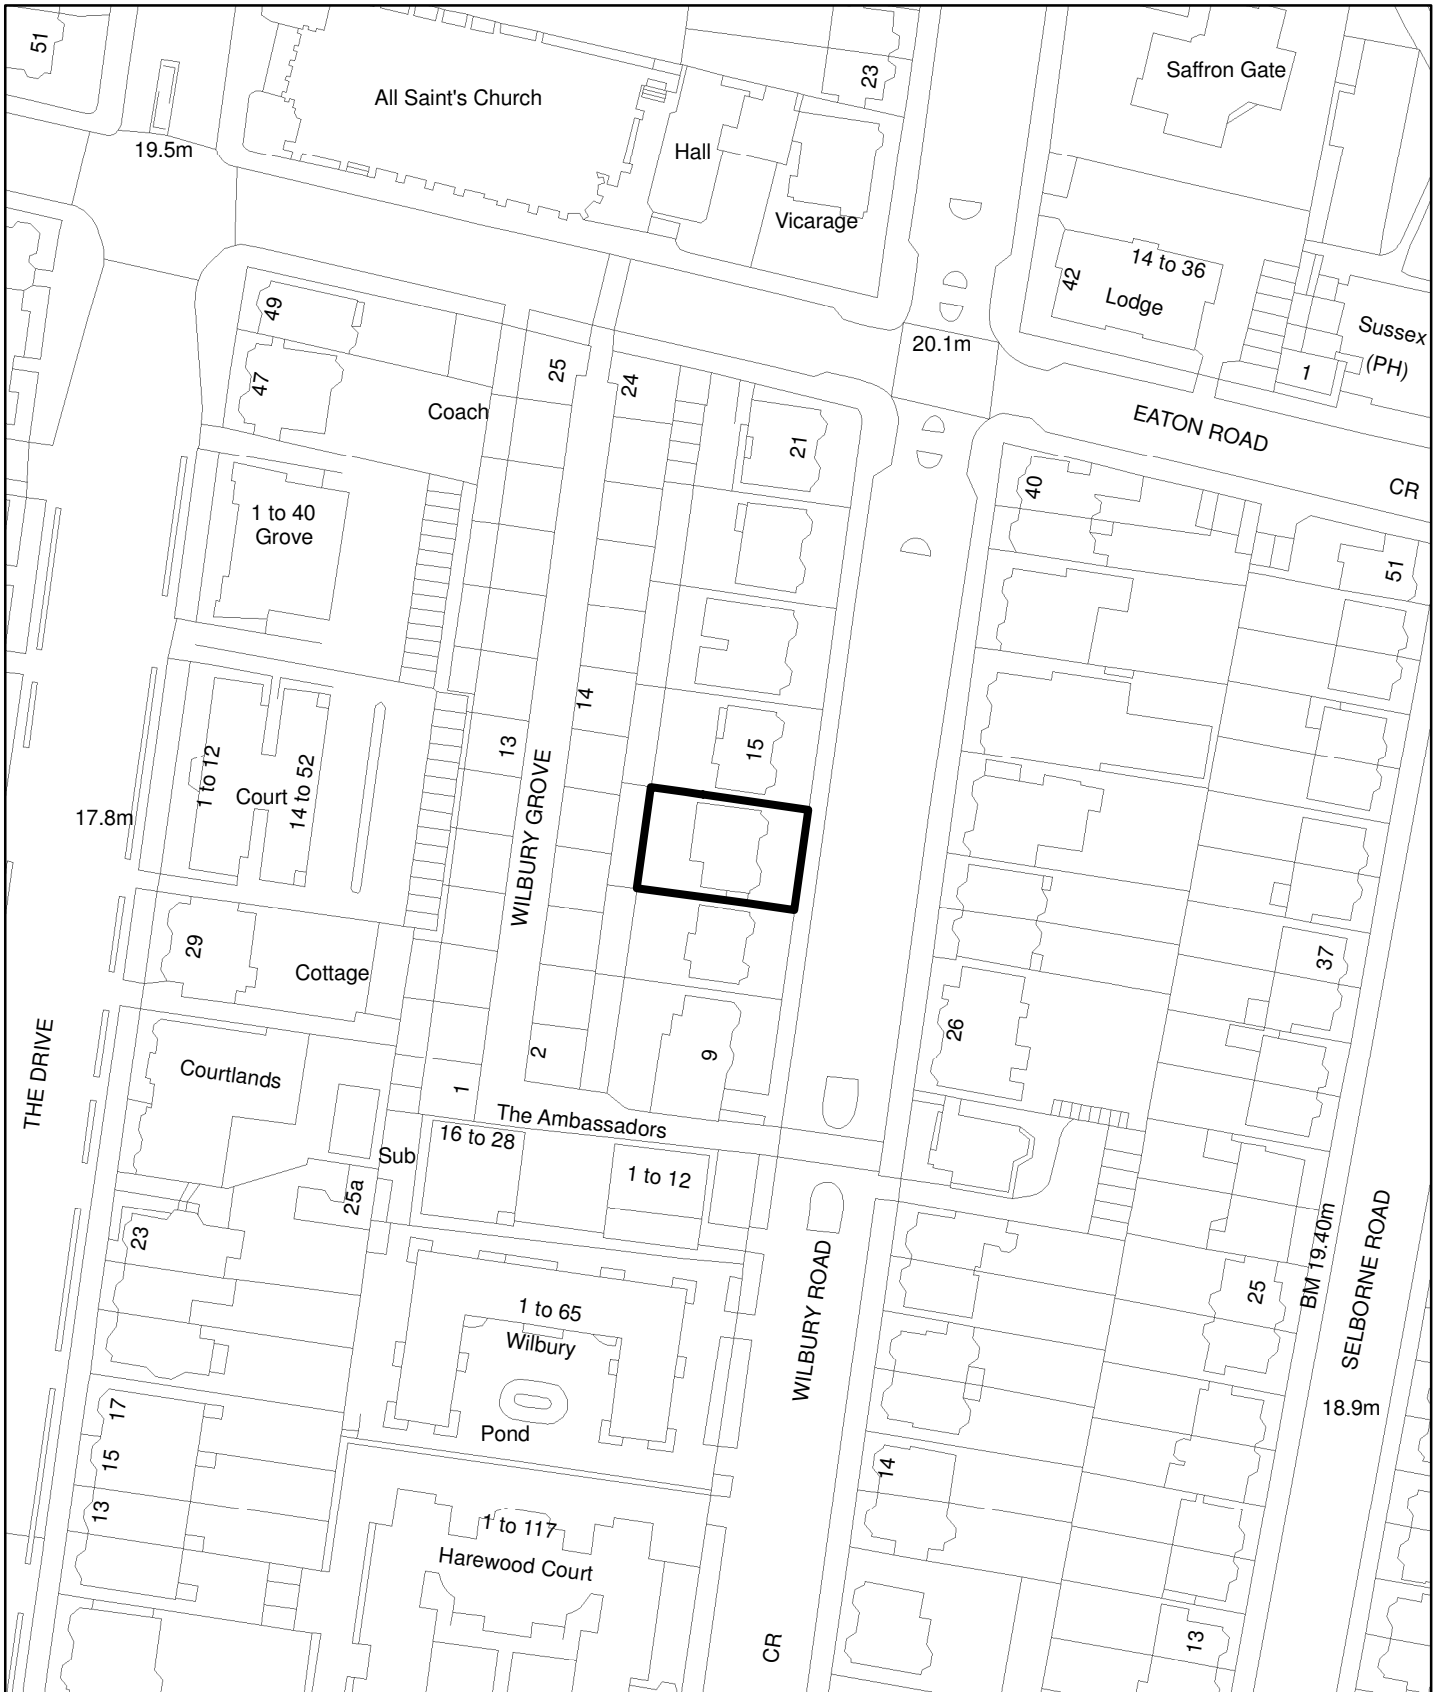 51
All Saint's Church
23
Saffron Gate
19.5m
Hall
Vicarage
42
14 to 36
Lodge
49
Sussex
(PH)
20.1m
1
25
24
47
Coach
EATON ROAD
21
40
CR
1 to 40
Grove
51
14
13
15
1 to 12
Court
14 to 52
17.8m
WILBURY GROVE
29
Cottage
37
26
THE DRIVE
Courtlands
2
9
1
The Ambassadors
16 to 28
Sub
1 to 12
25a
23
BM 19.40m
SELBORNE ROAD
25
WILBURY ROAD
1 to 65
Wilbury
17
18.9m
Pond
15
14
13
1 to 117
Harewood Court
CR
13